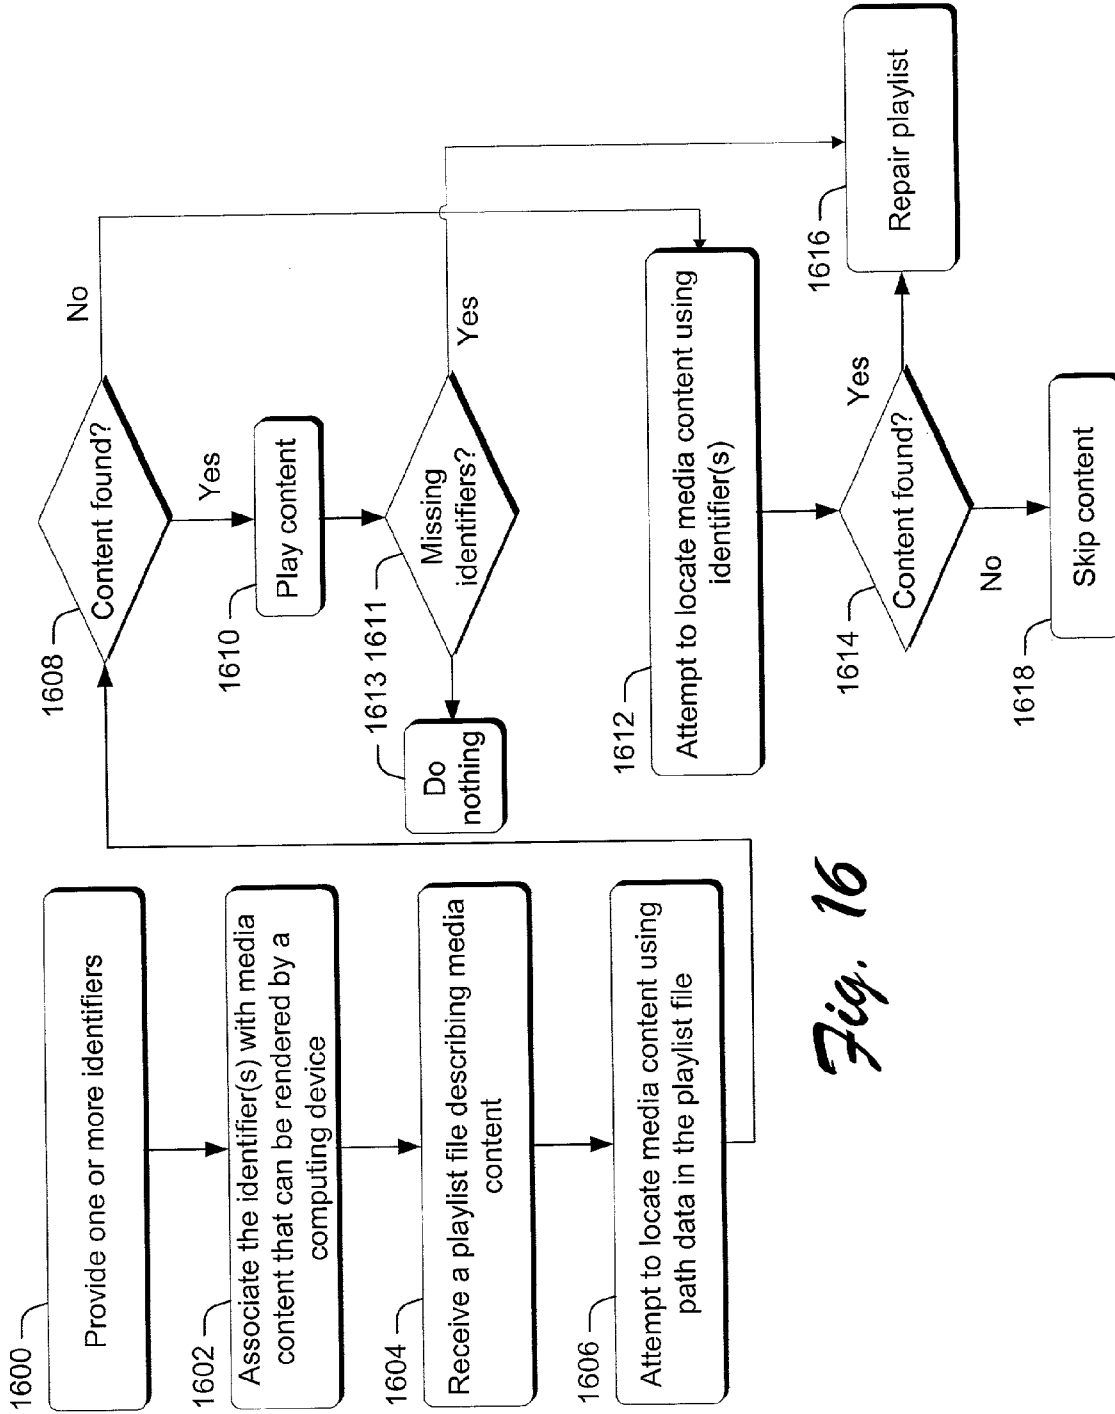 1600
Provide one or more identifiers
1602
Associate the identifier(s) with media
content that can be rendered by a
computing device
1604
Receive a playlist file describing media
content
1606
Attempt to locate media content using
path data in the playlist file
1608
Content found?
No
Yes
1610
Play content
1611
Missing
identifiers?
Yes
1613
Do
nothing
1612
Attempt to locate media content using
identifier(s)
1614
Content found?
Yes
No
1616
Repair playlist
1618
Skip content
Fig. 16